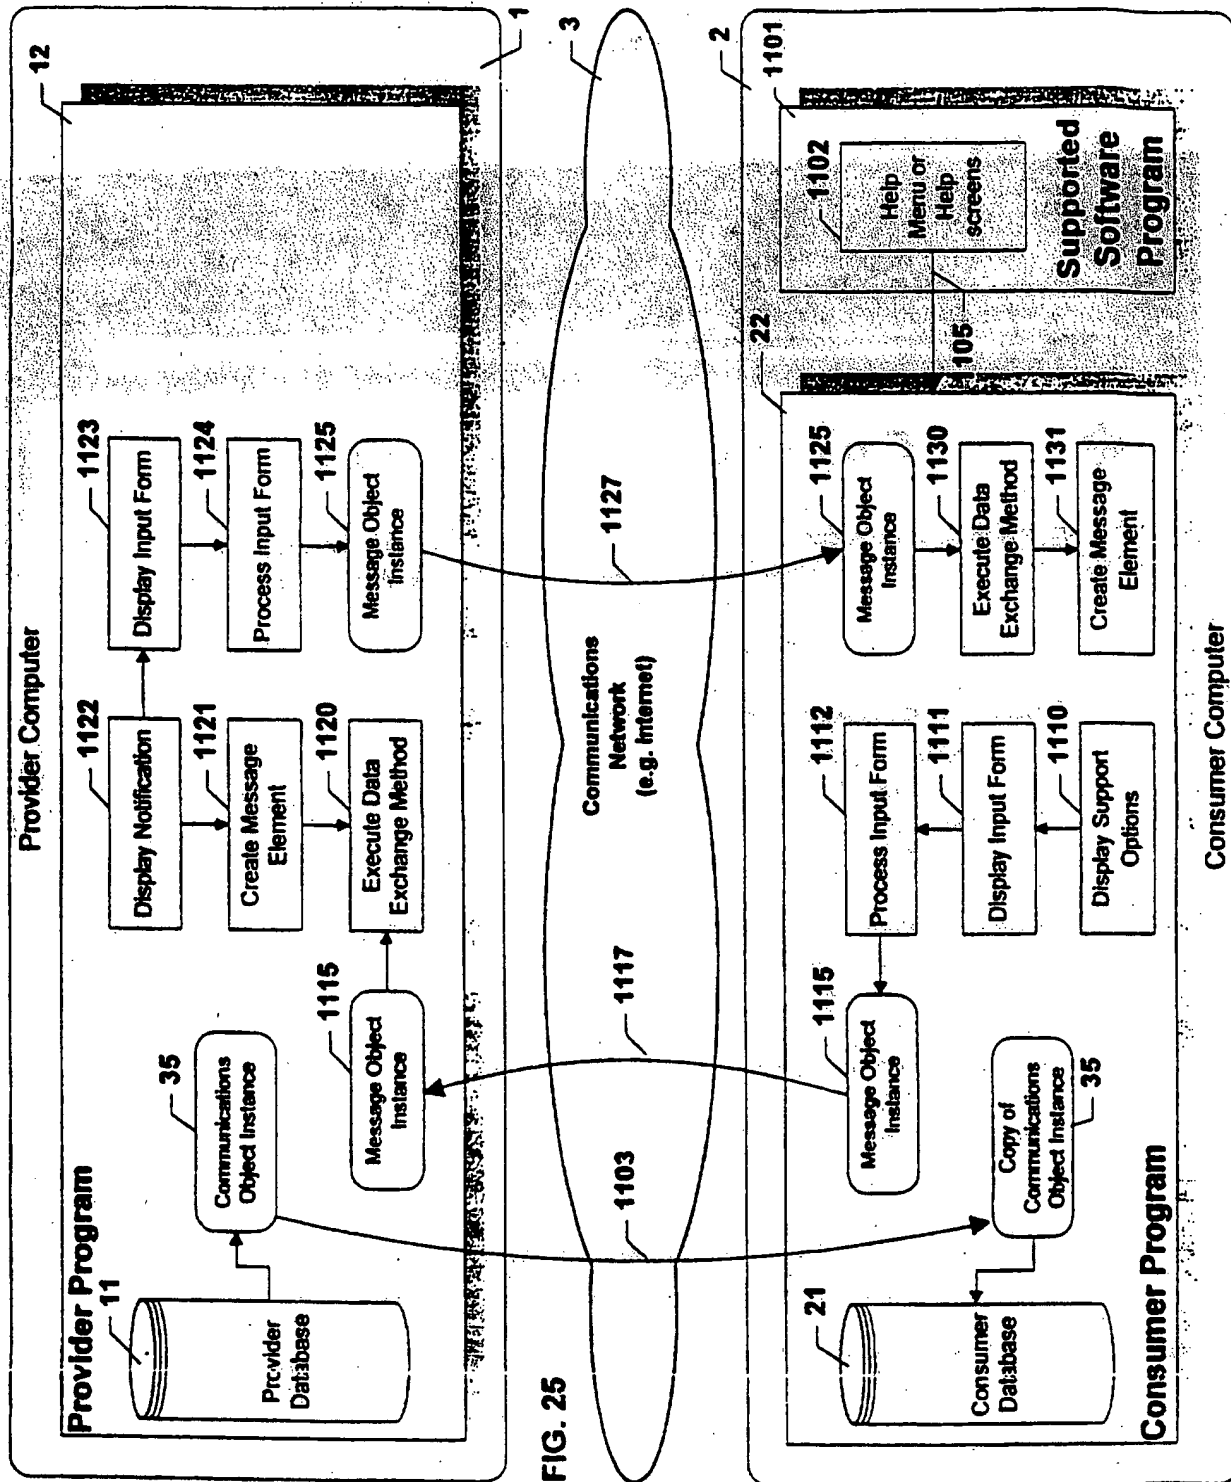 Provider Computer
12
1
Provider Program
11
Provider
Database
35
Communications
Object Instance
1115
Message Object
Instance
1122
Display Notification
1121
Create Message
Element
1120
Execute Data
Exchange Method
1123
Display Input Form
1124
Process Input Form
1125
Message Object
Instance
FIG. 25
3
1103
1117
Communications
Network
(e.g. Internet)
1127
2
22
Consumer Program
21
Consumer
Database
Copy of
Communications
Object Instance
35
1115
Message Object
Instance
1112
Process Input Form
1111
Display Input Form
1110
Display Support
Options
1125
Message Object
Instance
1130
Execute Data
Exchange Method
1131
Create Message
Element
105
1101
1102
Help
Menu or
Help
screens
Supported
Software
Program
Consumer Computer